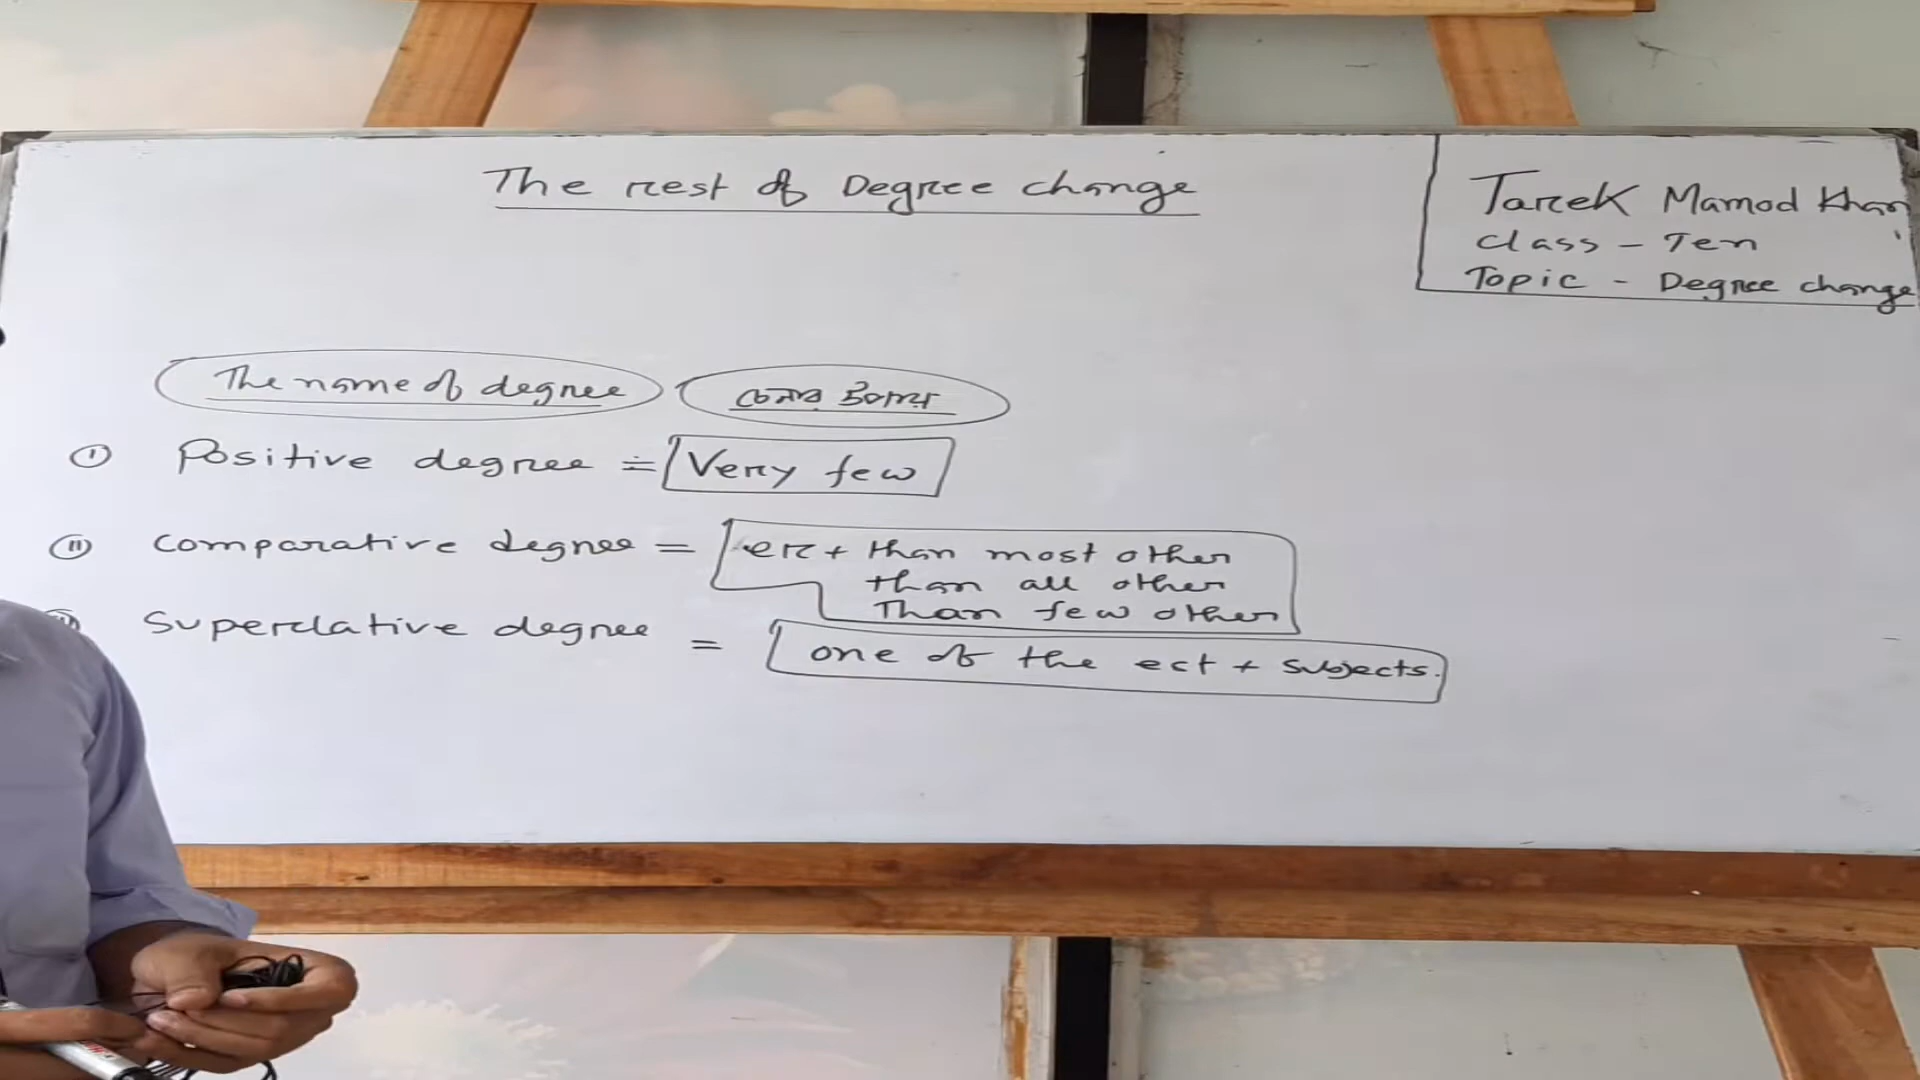 The rest of Degree change
Tarek Mamod Khan
class - Ten
Topic - Degree change
The name of degree
চেনার উপায়
(I) Positive degree = Very few
(II) Comparative degree = er + than most other
than all other
Than few other
Superlative degree = one of the est + subjects.